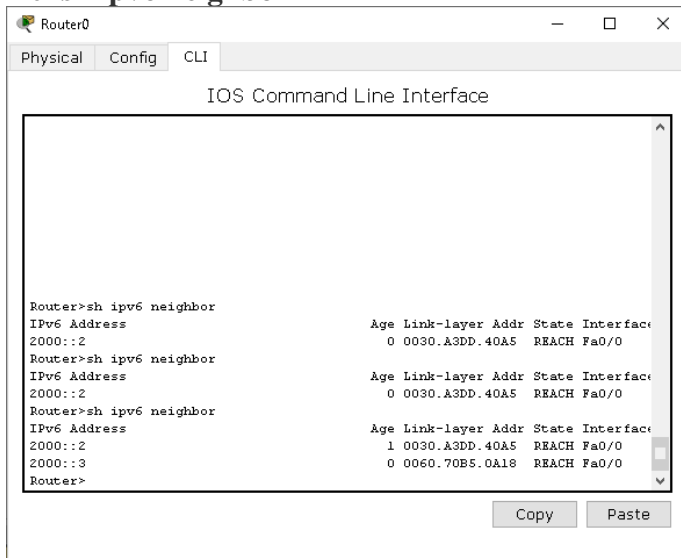 Router0
Physical Config CLI
IOS Command Line Interface
Router>sh ipv6 neighbor
IPv6 Address Age Link-layer Addr State Interface
2000::2 0 0030.A3DD.40A5 REACH Fa0/0
Router>sh ipv6 neighbor
IPv6 Address Age Link-layer Addr State Interface
2000::2 0 0030.A3DD.40A5 REACH Fa0/0
Router>sh ipv6 neighbor
IPv6 Address Age Link-layer Addr State Interface
2000::2 1 0030.A3DD.40A5 REACH Fa0/0
2000::3 0 0060.70B5.0A18 REACH Fa0/0
Router>
Copy Paste